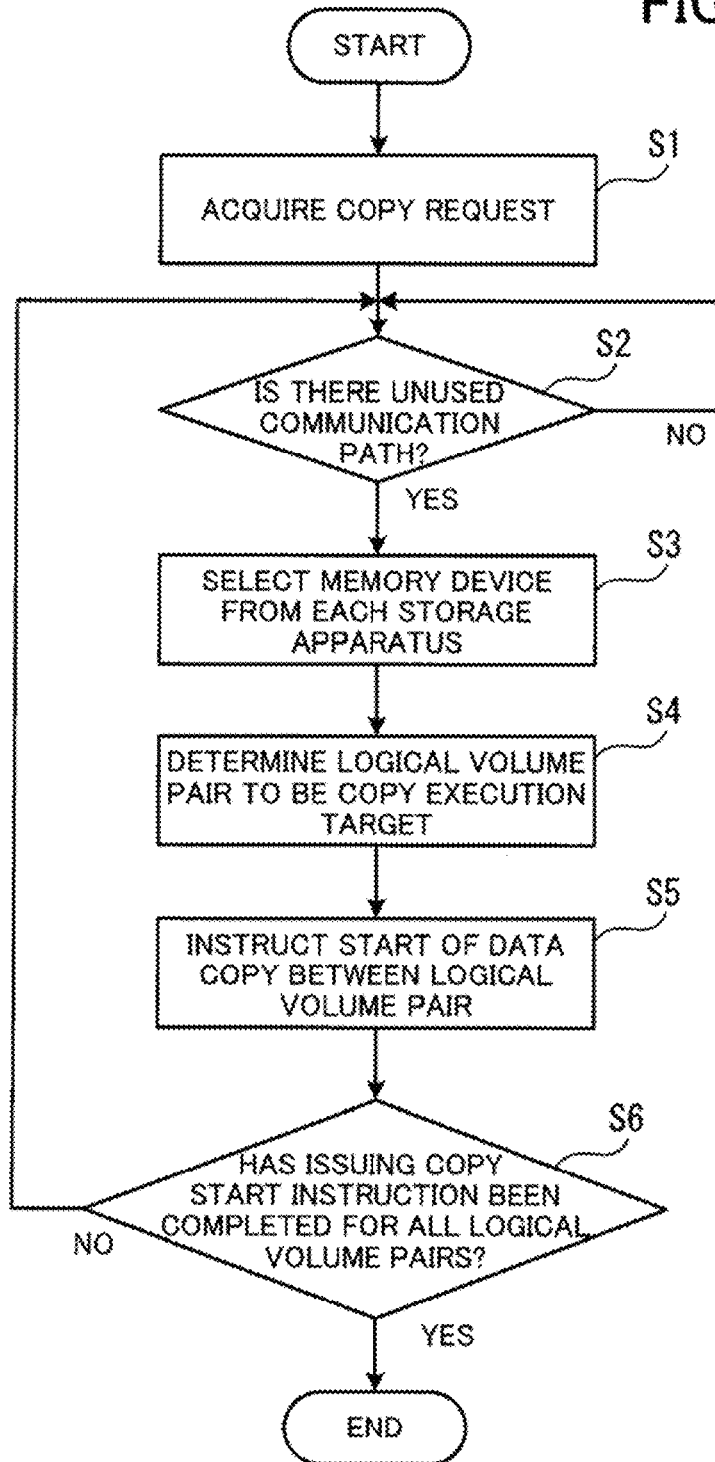 FIG
START
S1
ACQUIRE COPY REQUEST
S2
IS THERE UNUSED
COMMUNICATION
PATH?
NO
YES
S3
SELECT MEMORY DEVICE
FROM EACH STORAGE
APPARATUS
S4
DETERMINE LOGICAL VOLUME
PAIR TO BE COPY EXECUTION
TARGET
S5
INSTRUCT START OF DATA
COPY BETWEEN LOGICAL
VOLUME PAIR
S6
HAS ISSUING COPY
START INSTRUCTION BEEN
COMPLETED FOR ALL LOGICAL
VOLUME PAIRS?
NO
YES
END